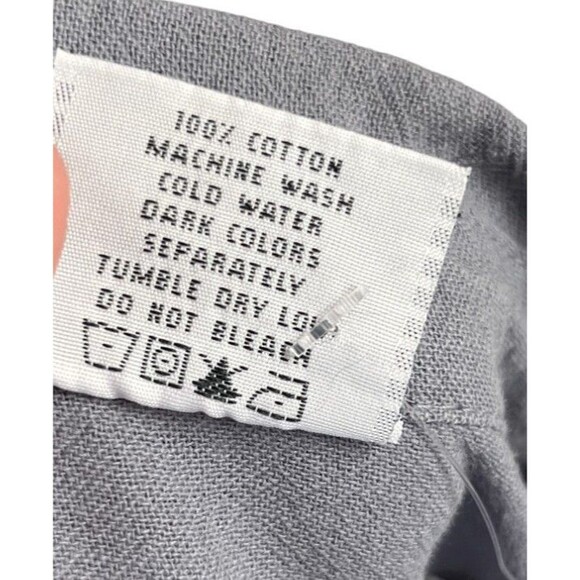 100% COTTON
MACHINE WASH
COLD WATER
DARK COLORS
SEPARATELY
TUMBLE DRY LOW
DO NOT BLEACH